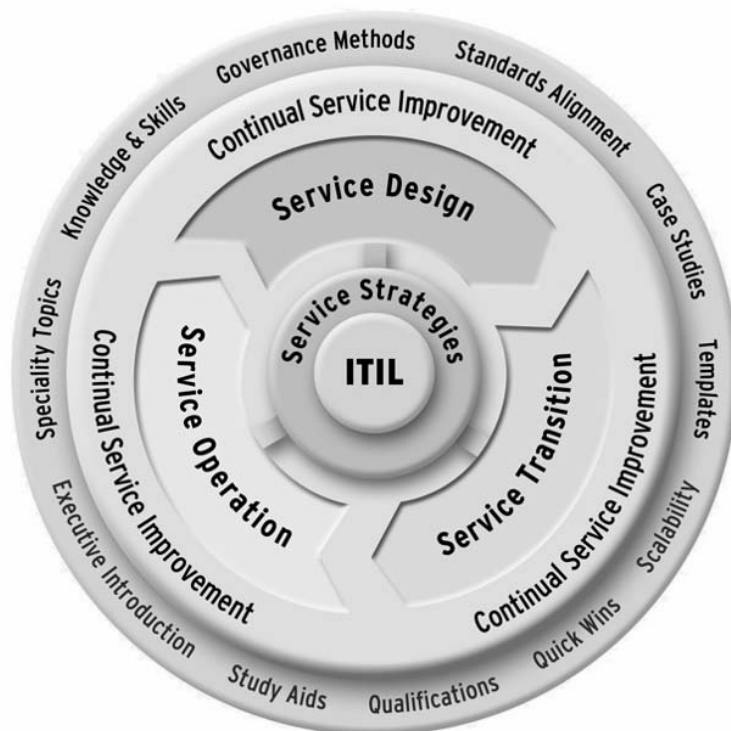 Governance Methods
Standards Alignment
Knowledge & Skills
Continual Service Improvement
Service Design
Case Studies
Speciality Topics
Service Strategies
ITIL
Templates
Continual Service Improvement
Service Operation
Service Transition
Continual Service Improvement
Scalability
Executive Introduction
Quick Wins
Study Aids
Qualifications